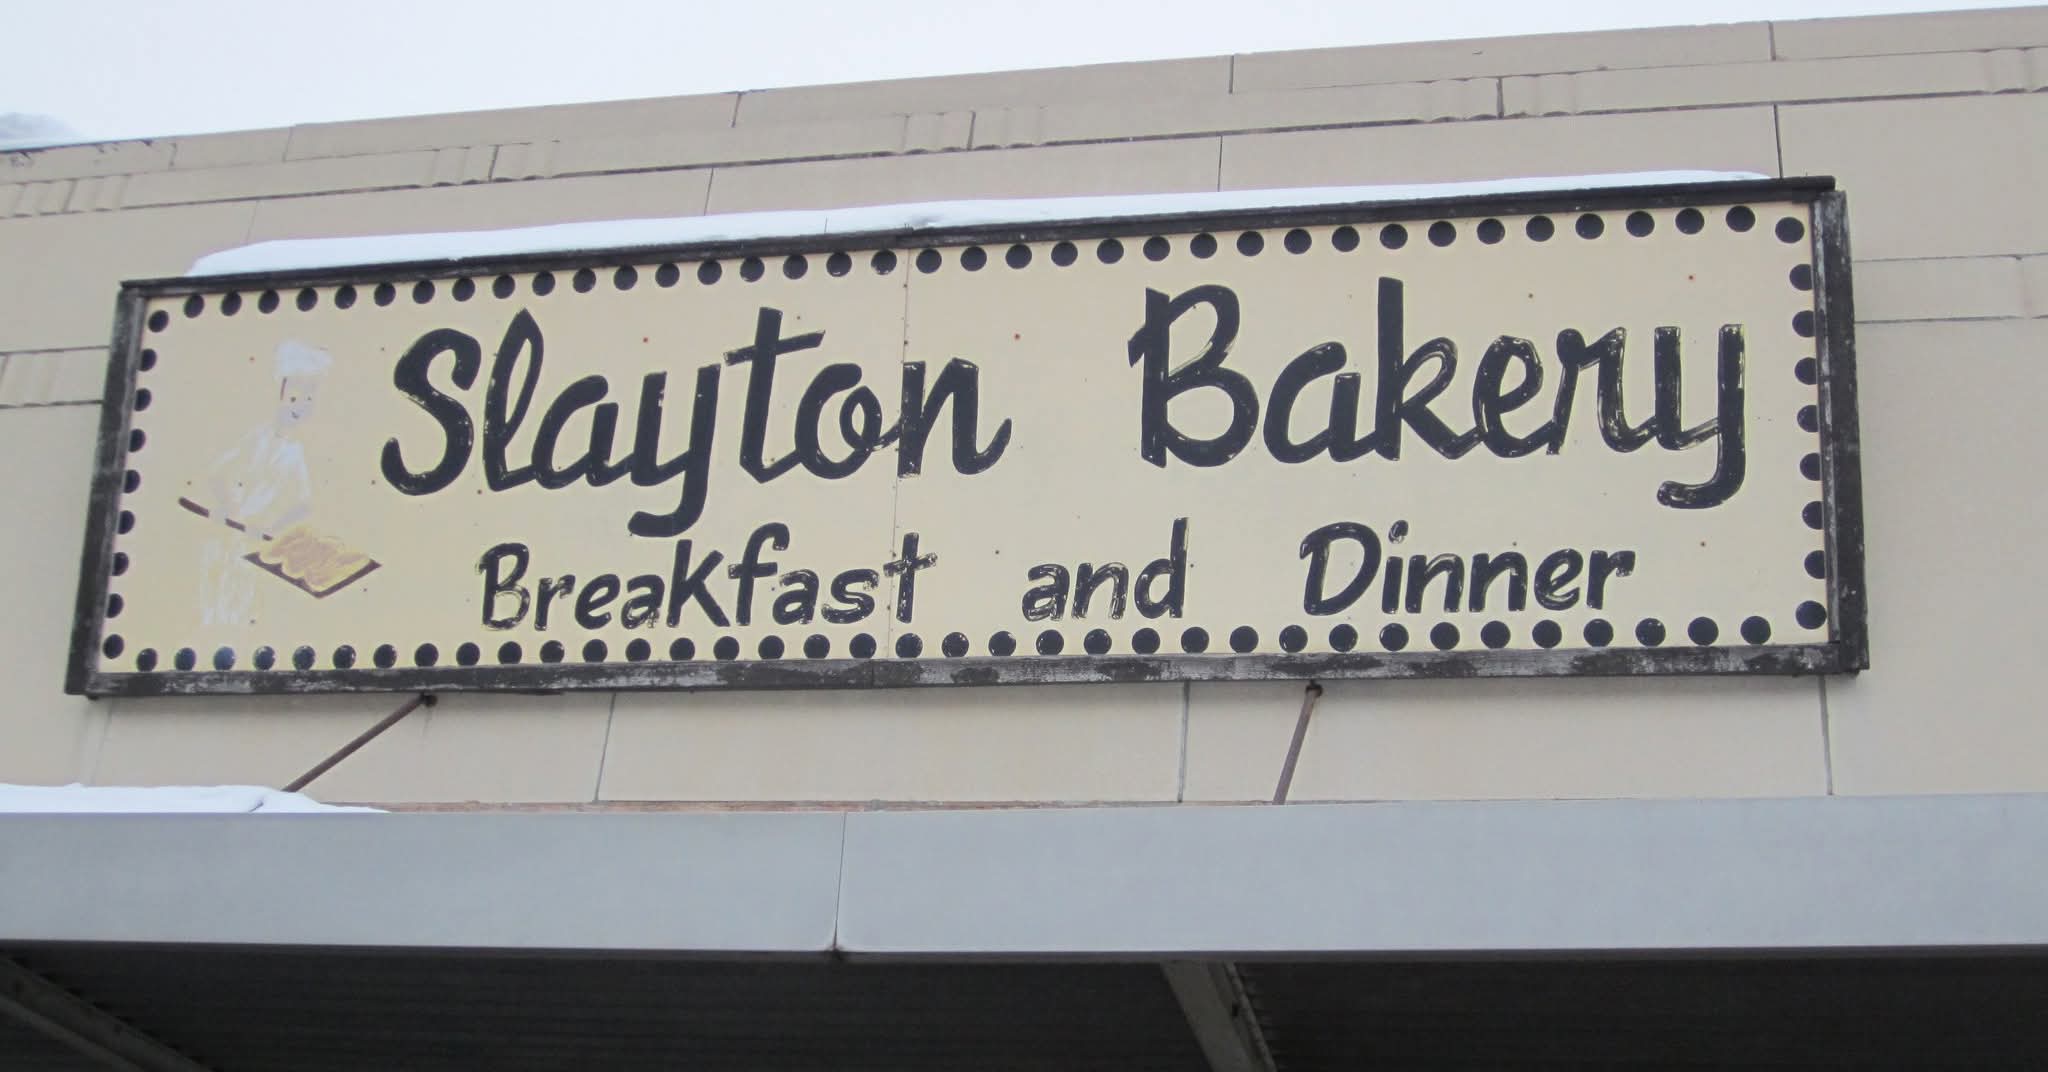 Slayton Bakery
Breakfast and Dinner